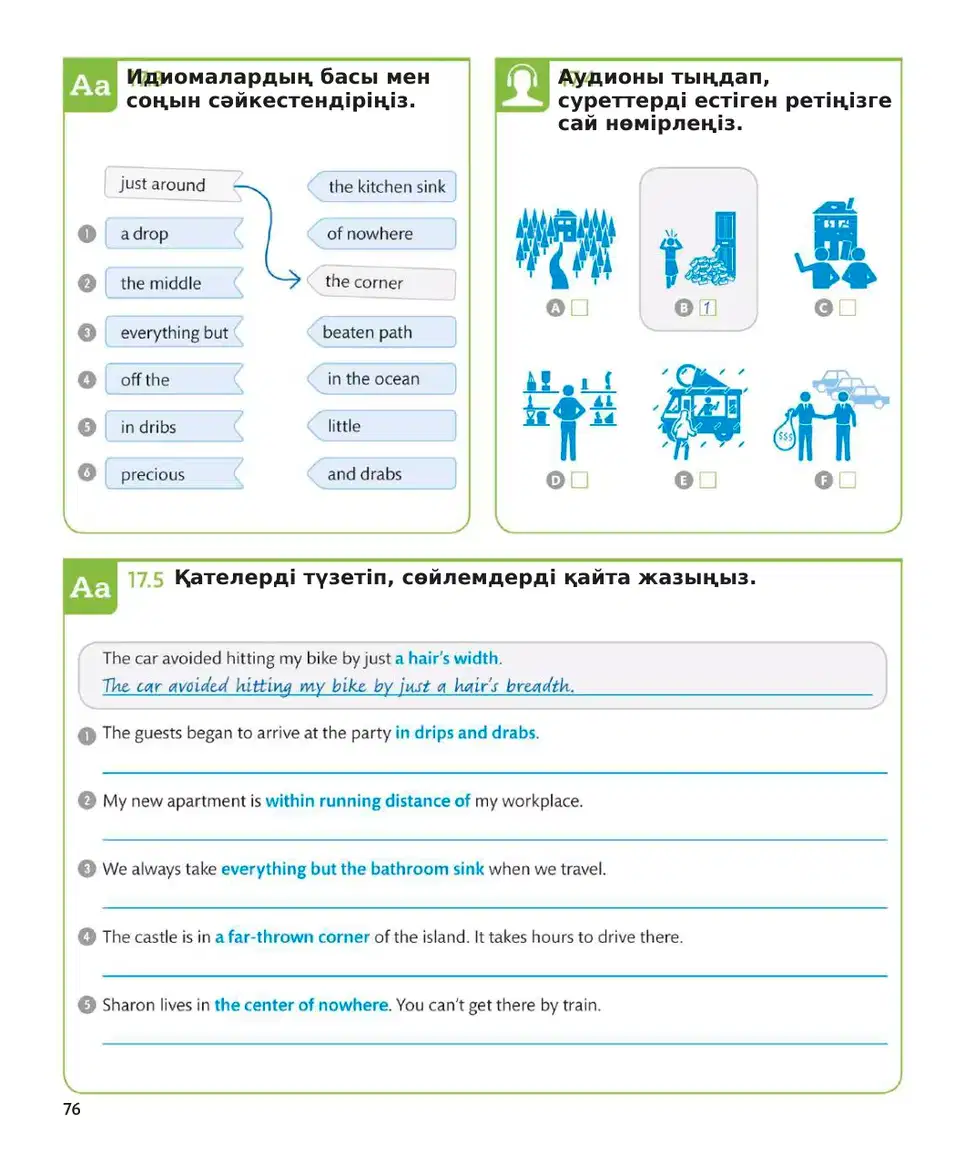 Aa
Идиомалардың басы мен
соңын сәйкестендіріңіз.
just around
the kitchen sink
1 a drop
of nowhere
2 the middle
the corner
3 everything but
beaten path
4 off the
in the ocean
5 in dribs
little
6 precious
and drabs
Аудионы тыңдап,
суреттерді естіген ретіңізге
сай нөмірлеңіз.
A
B 1
C
D
E
$$$
F
Aa
17.5 Қателерді түзетіп, сөйлемдерді қайта жазыңыз.
The car avoided hitting my bike by just a hair's width.
The car avoided hitting my bike by just a hair's breadth.
1 The guests began to arrive at the party in drips and drabs.
2 My new apartment is within running distance of my workplace.
3 We always take everything but the bathroom sink when we travel.
4 The castle is in a far-thrown corner of the island. It takes hours to drive there.
5 Sharon lives in the center of nowhere. You can't get there by train.
76